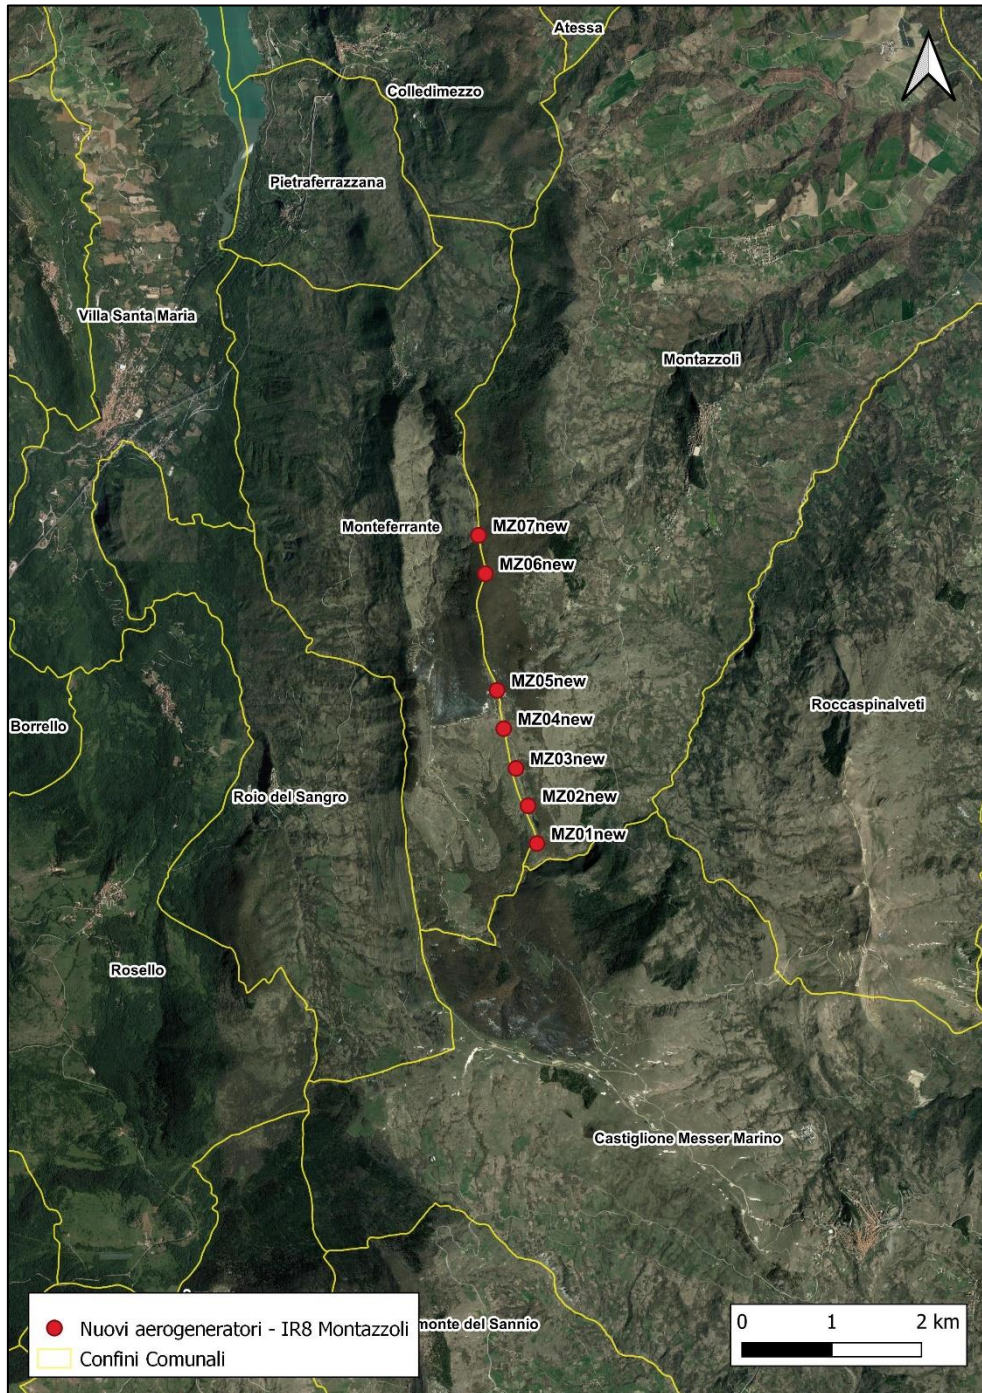 Atessa
Colledimezzo
Pietraferrazzana
Villa Santa Maria
Montazzoli
Monteferrante
MZ07new
MZ06new
MZ05new
Roccaspinalveti
Borrello
MZ04new
MZ03new
Roio del Sangro
MZ02new
MZ01new
Rosello
Castiglione Messer Marino
monte del Sannio
Nuovi aerogeneratori - IR8 Montazzoli
Confini Comunali
0 1 2 km